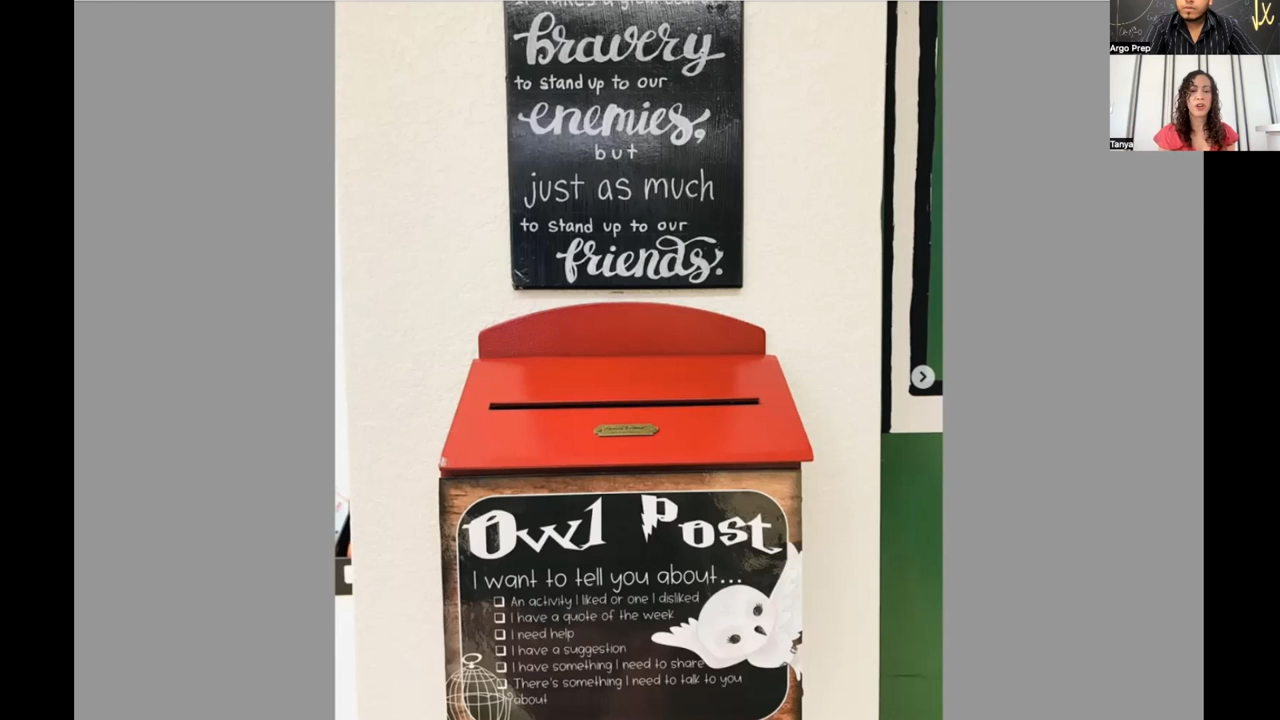 bravery
to stand up to our
enemies,
but
just as much
to stand up to our
friends.
Owl Post
I want to tell you about...
An activity I liked or one I disliked
I have a quote of the week
I need help
I have a suggestion
I have something I need to share
There's something I need to talk to you
about
Argo Prep
Tanya